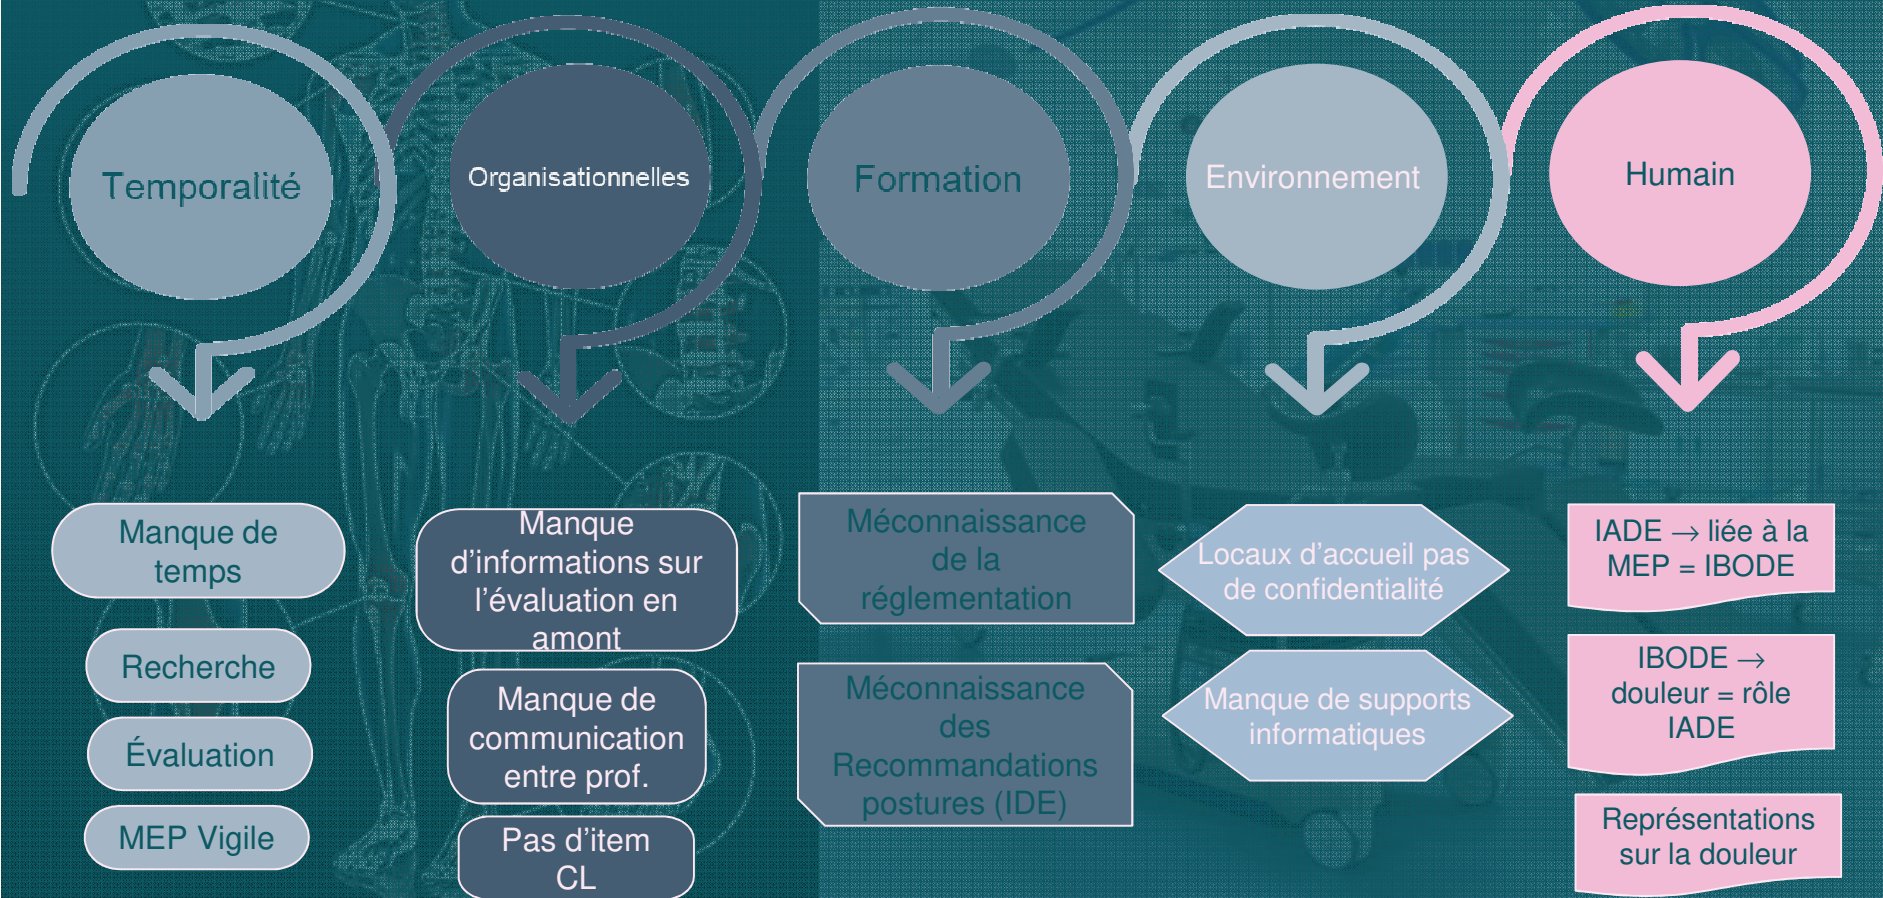 Temporalité
Organisationnelles
Formation
Environnement
Humain
Manque de
temps
Recherche
Évaluation
MEP Vigile
Manque
d’informations sur
l’évaluation en
amont
Manque de
communication
entre prof.
Pas d’item
CL
Méconnaissance
de la
réglementation
Méconnaissance
des
Recommandations
postures (IDE)
Locaux d’accueil pas
de confidentialité
Manque de supports
informatiques
IADE → liée à la
MEP = IBODE
IBODE →
douleur = rôle
IADE
Représentations
sur la douleur